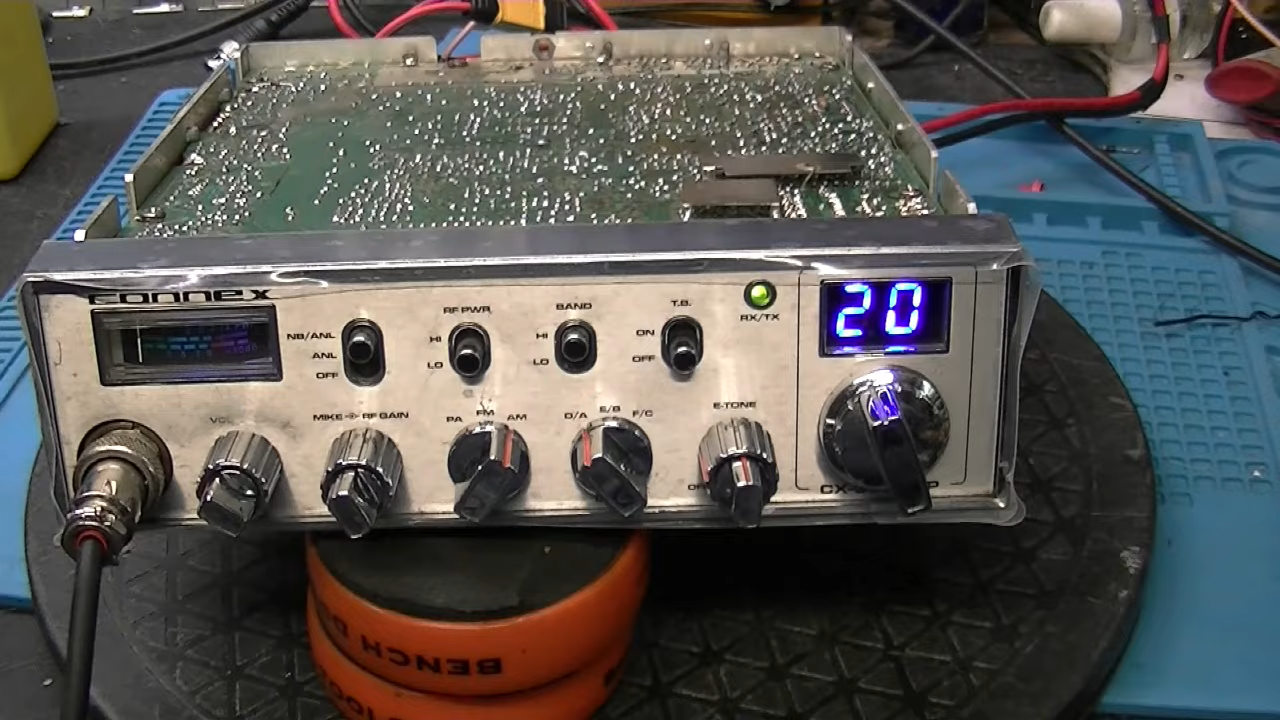 connex
NB/ANL
ANL
OFF
RF PWR
HI
LO
BAND
HI
LO
T.B.
ON
OFF
RX/TX
20
MIKE RF GAIN
PA
FM
AM
D/A
E/B
F/C
E-TONE
BENCH